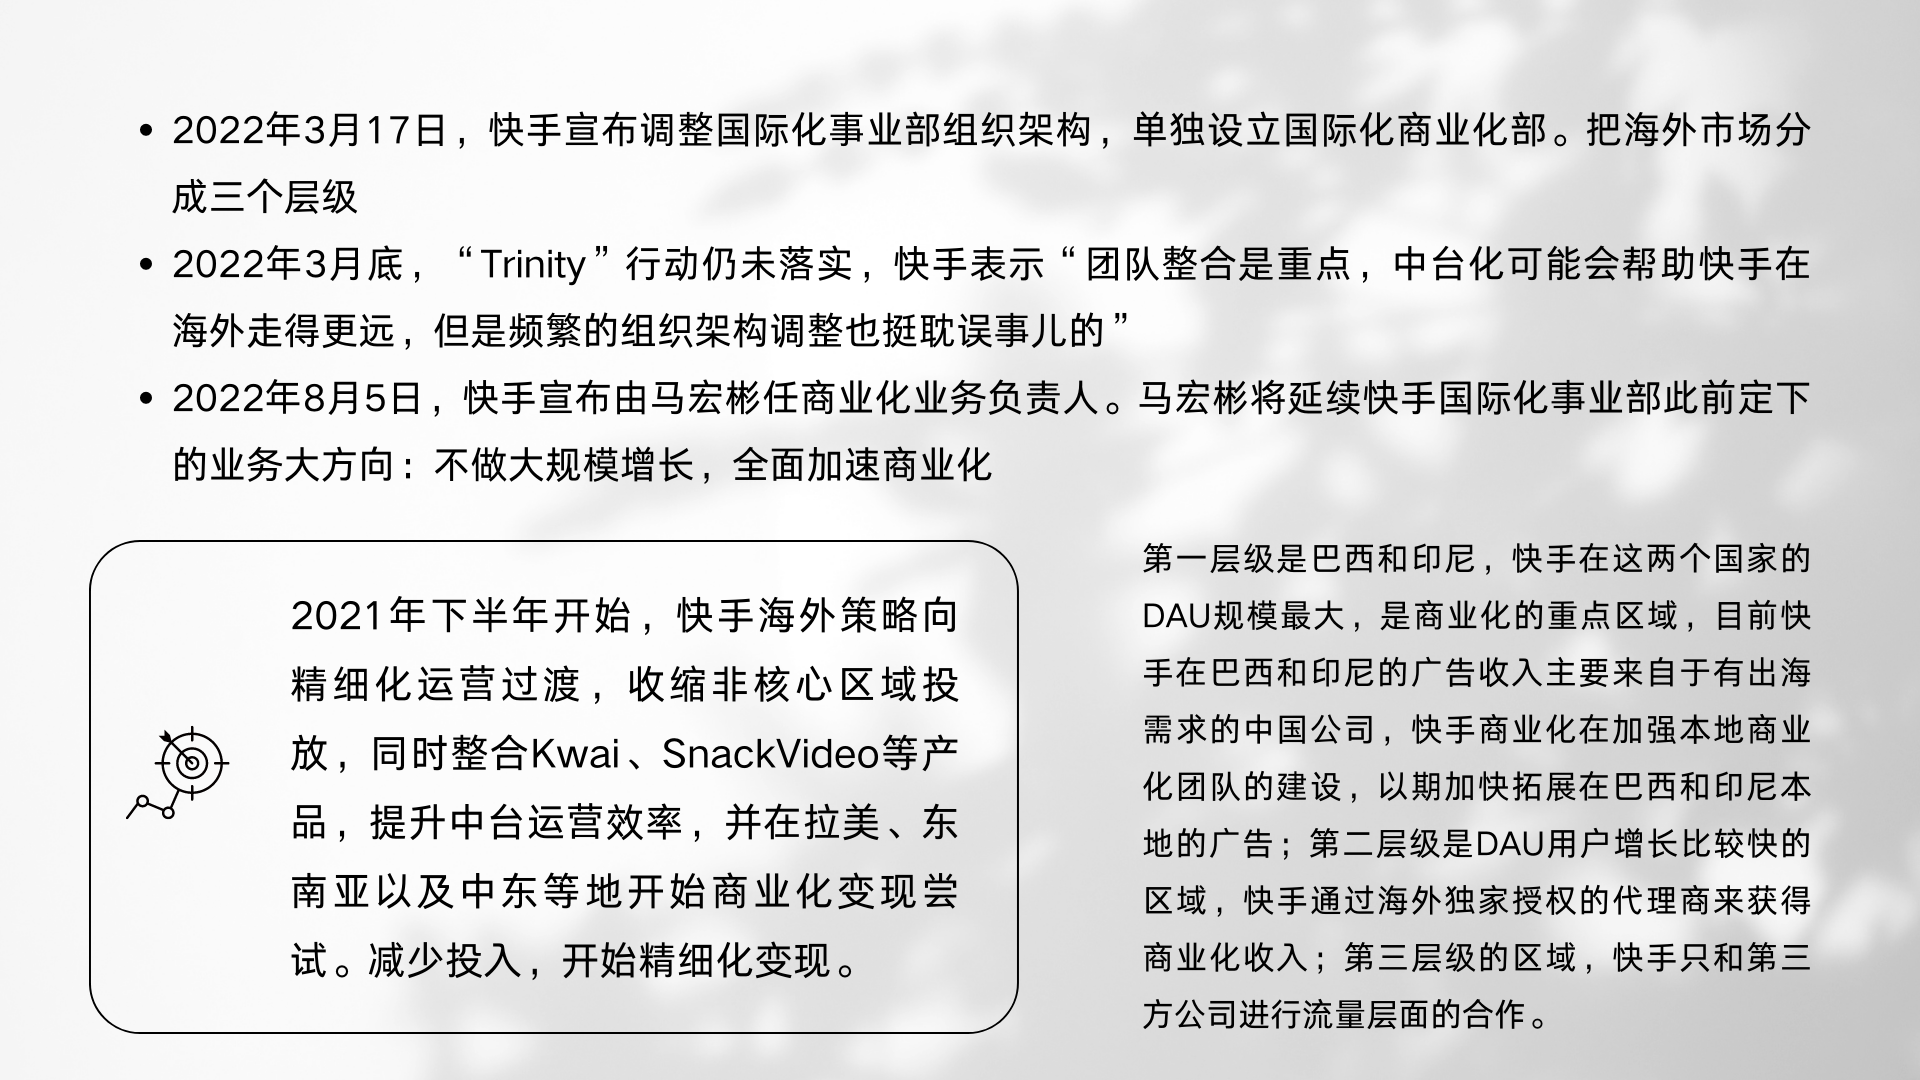 • 2022年3月17日，快手宣布调整国际化事业部组织架构，单独设立国际化商业化部。把海外市场分
成三个层级
• 2022年3月底，“Trinity”行动仍未落实，快手表示“团队整合是重点，中台化可能会帮助快手在
海外走得更远，但是频繁的组织架构调整也挺耽误事儿的”
• 2022年8月5日，快手宣布由马宏彬任商业化业务负责人。马宏彬将延续快手国际化事业部此前定下
的业务大方向：不做大规模增长，全面加速商业化
2021年下半年开始，快手海外策略向
精细化运营过渡，收缩非核心区域投
放，同时整合Kwai、SnackVideo等产
品，提升中台运营效率，并在拉美、东
南亚以及中东等地开始商业化变现尝
试。减少投入，开始精细化变现。
第一层级是巴西和印尼，快手在这两个国家的
DAU规模最大，是商业化的重点区域，目前快
手在巴西和印尼的广告收入主要来自于有出海
需求的中国公司，快手商业化在加强本地商业
化团队的建设，以期加快拓展在巴西和印尼本
地的广告；第二层级是DAU用户增长比较快的
区域，快手通过海外独家授权的代理商来获得
商业化收入；第三层级的区域，快手只和第三
方公司进行流量层面的合作。